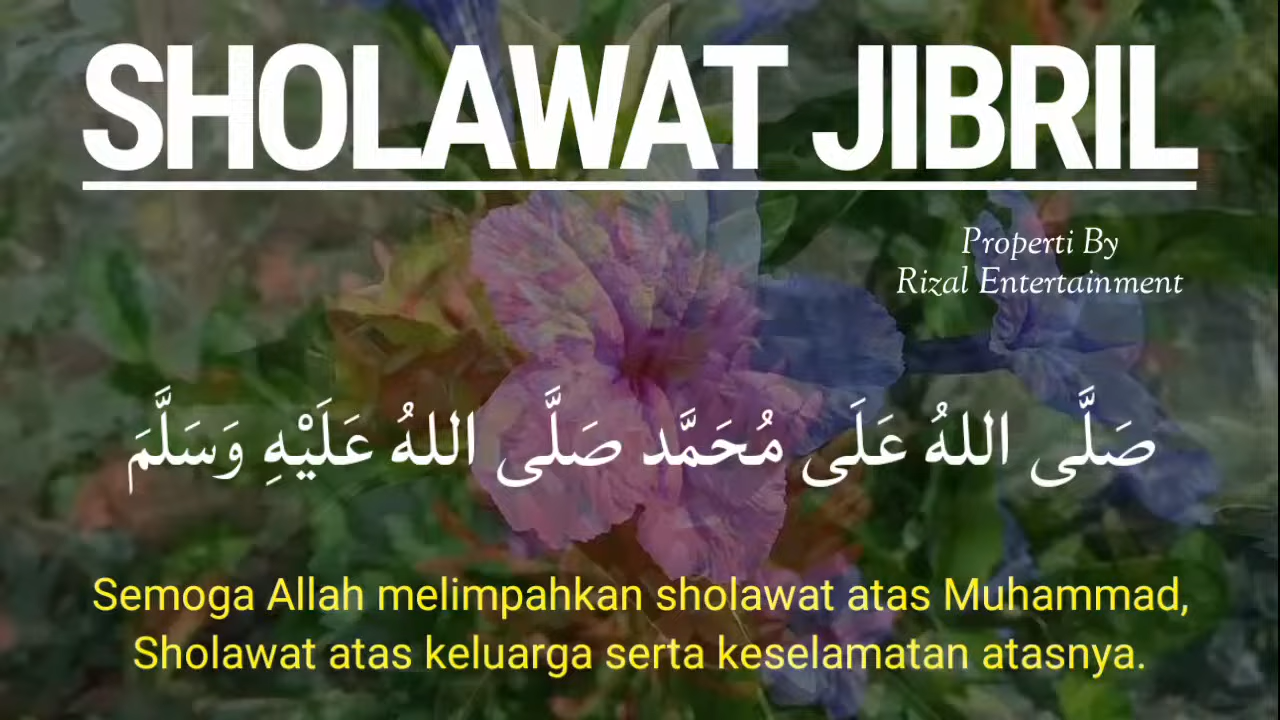 SHOLAWAT JIBRIL
Properti By
Rizal Entertainment
صَلَّى اللهُ عَلَى مُحَمَّد صَلَّى اللهُ عَلَيْهِ وَسَلَّمَ
Semoga Allah melimpahkan sholawat atas Muhammad,
Sholawat atas keluarga serta keselamatan atasnya.